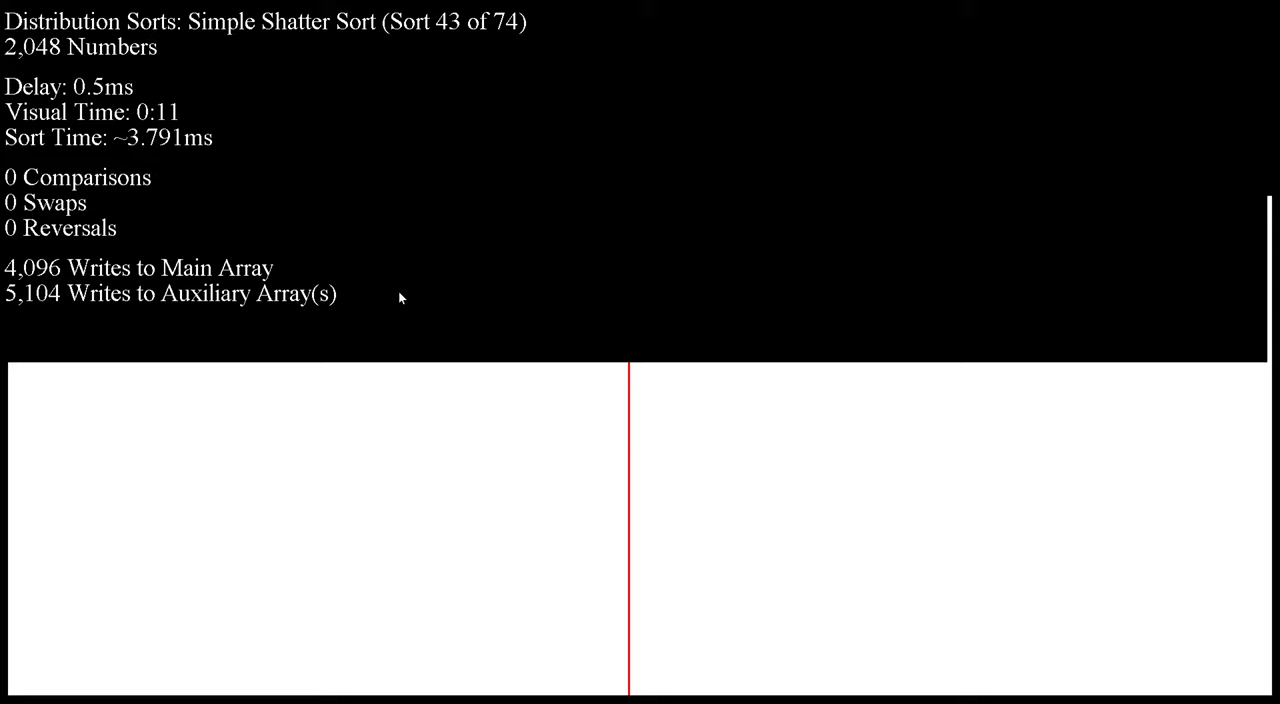 Distribution Sorts: Simple Shatter Sort (Sort 43 of 74)
2,048 Numbers
Delay: 0.5ms
Visual Time: 0:11
Sort Time: ~3.791ms
0 Comparisons
0 Swaps
0 Reversals
4,096 Writes to Main Array
5,104 Writes to Auxiliary Array(s)